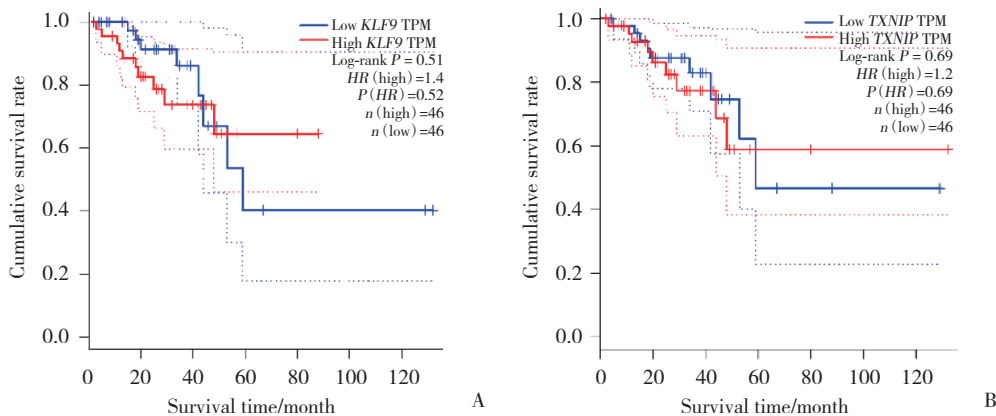 Low KLF9 TPM
High KLF9 TPM
Log-rank P = 0.51
HR (high)=1.4
P (HR)=0.52
n (high)=46
n (low)=46
Cumulative survival rate
1.0
0.8
0.6
0.4
0.2
0.0
0 20 40 60 80 100 120
Survival time/month
A
Low TXNIP TPM
High TXNIP TPM
Log-rank P = 0.69
HR (high)=1.2
P (HR)=0.69
n (high)=46
n (low)=46
Cumulative survival rate
1.0
0.8
0.6
0.4
0.2
0.0
0 20 40 60 80 100 120
Survival time/month
B